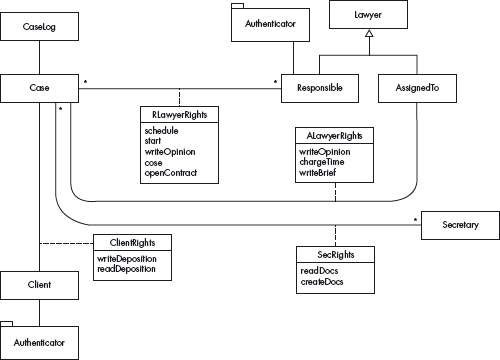 CaseLog
Authenticator
Lawyer
Case
*
*
Responsible
AssignedTo
*
RLawyerRights
schedule
start
writeOpinion
cose
openContract
ALawyerRights
writeOpinion
chargeTime
writeBrief
*
Secretary
ClientRights
writeDeposition
readDeposition
SecRights
readDocs
createDocs
Client
Authenticator